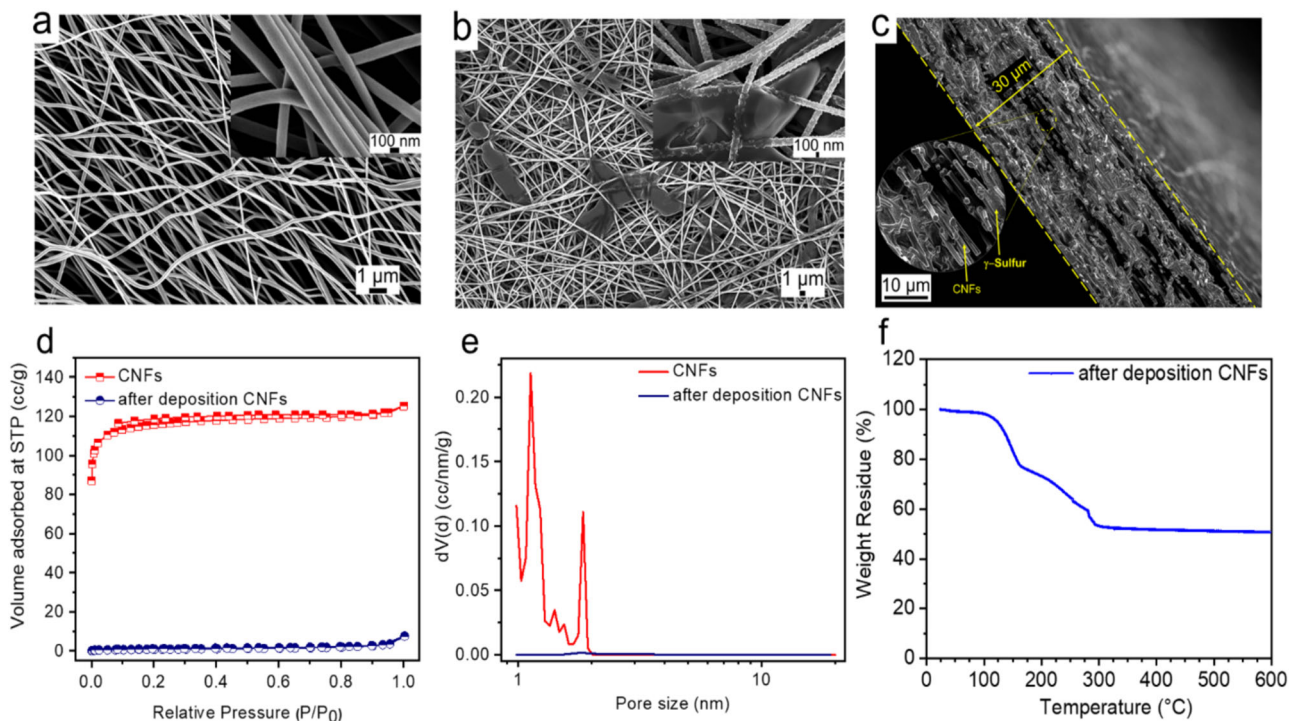 a
100 nm
1 µm
b
100 nm
1 µm
c
30 µm
γ-Sulfur
CNFs
10 µm
d
CNFs
after deposition CNFs
Volume adsorbed at STP (cc/g)
140
120
100
80
60
40
20
0
0.0 0.2 0.4 0.6 0.8 1.0
Relative Pressure (P/P0)
e
CNFs
after deposition CNFs
dV(d) (cc/nm/g)
0.20
0.15
0.10
0.05
0.00
1 10
Pore size (nm)
f
after deposition CNFs
Weight Residue (%)
120
100
80
60
40
20
0
0 100 200 300 400 500 600
Temperature (°C)